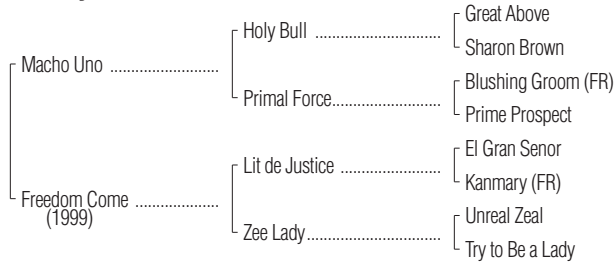 Great Above
Holy Bull ..............................
Sharon Brown
Macho Uno ..........................
Blushing Groom (FR)
Primal Force..........................
Prime Prospect
El Gran Senor
Lit de Justice ........................
Kanmary (FR)
Freedom Come ....................
(1999)
Unreal Zeal
Zee Lady................................
Try to Be a Lady